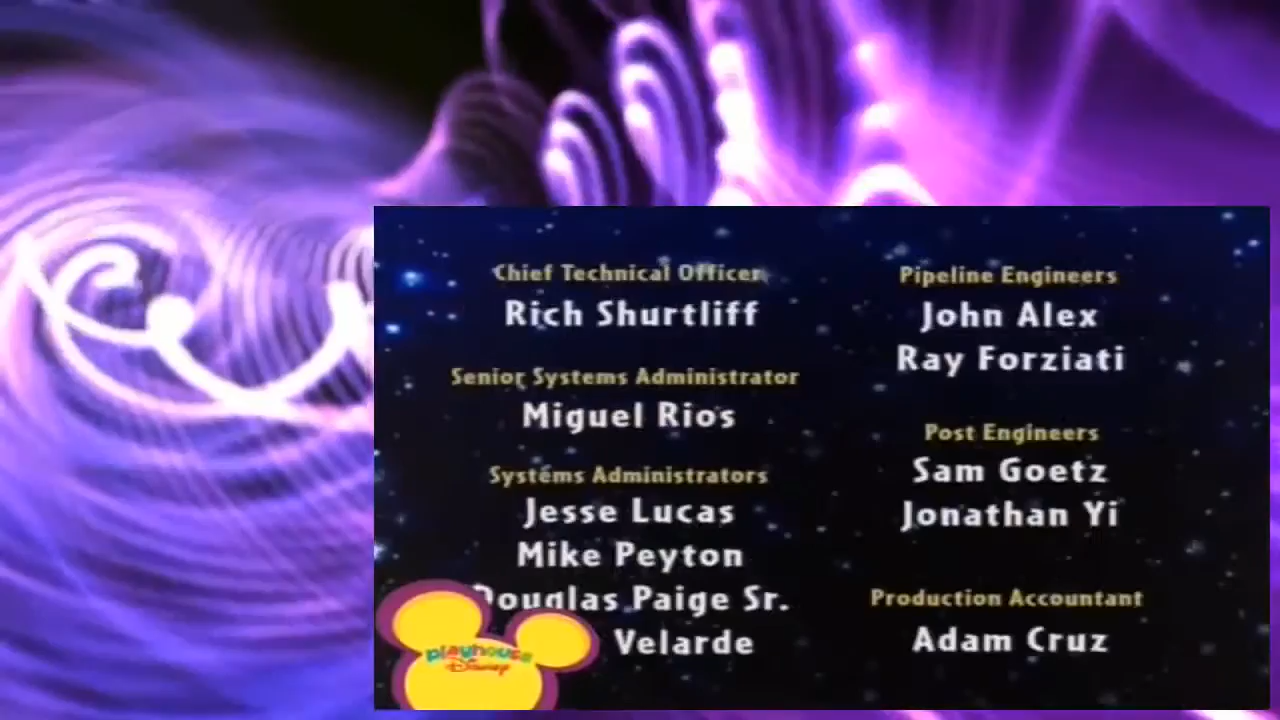 Chief Technical Officer
Rich Shurtliff
Senior Systems Administrator
Miguel Rios
Systems Administrators
Jesse Lucas
Mike Peyton
Douglas Paige Sr.
Velarde
Pipeline Engineers
John Alex
Ray Forziati
Post Engineers
Sam Goetz
Jonathan Yi
Production Accountant
Adam Cruz
playhouse
Disney